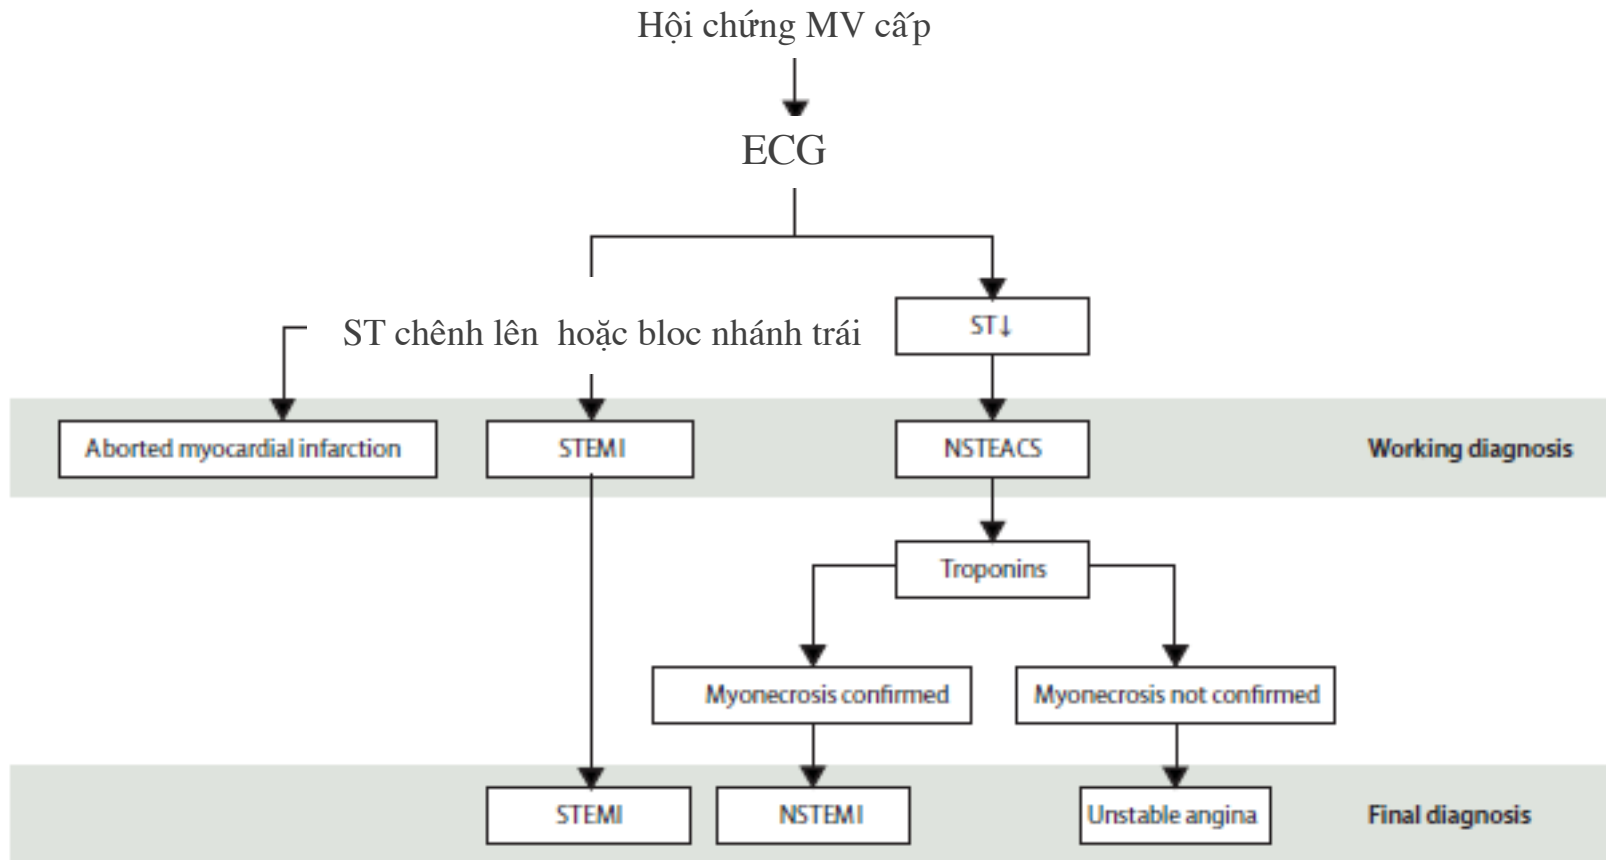 Hội chứng MV cấp
ECG
ST chênh lên hoặc bloc nhánh trái
ST↓
Aborted myocardial infarction
STEMI
NSTEACS
Working diagnosis
Troponins
Myonecrosis confirmed
Myonecrosis not confirmed
STEMI
NSTEMI
Unstable angina
Final diagnosis